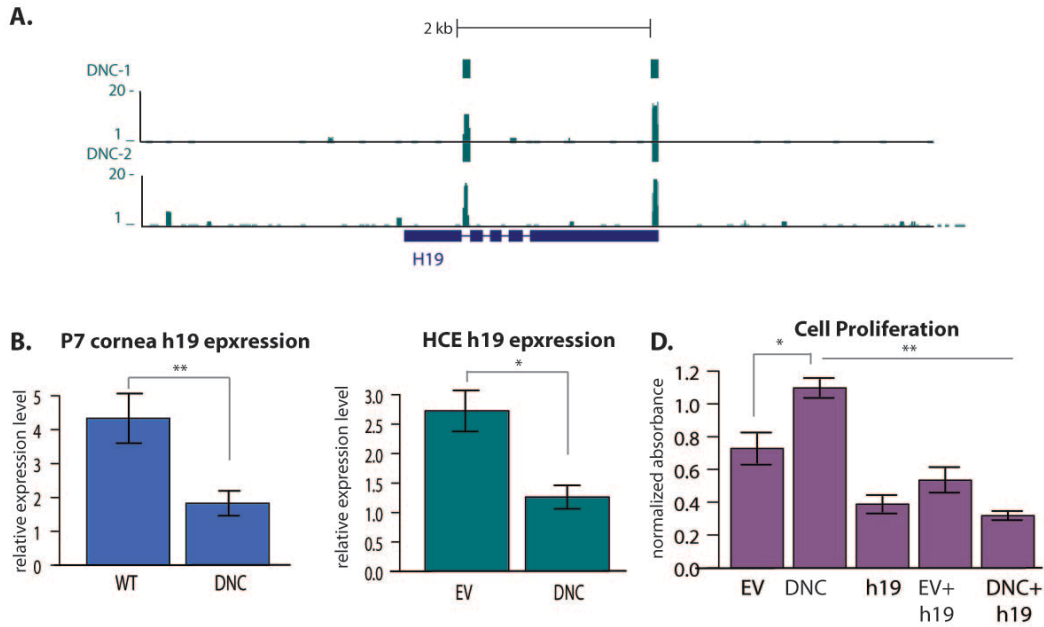 A.
2 kb
DNC-1
20 -
1 _
DNC-2
20 -
1 _
H19
B.
P7 cornea h19 epxression
**
relative expression level
5
4
3
2
1
0
WT
DNC
HCE h19 epxression
*
relative expression level
3.0
2.5
2.0
1.5
1.0
0.5
0.0
EV
DNC
D.
Cell Proliferation
*
**
normalized absorbance
1.2
1.0
0.8
0.6
0.4
0.2
0.0
EV
DNC
h19
EV+
h19
DNC+
h19